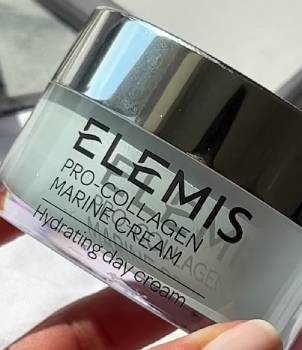 ELEMIS
PRO-COLLAGEN
MARINE CREAM
Hydrating day cream